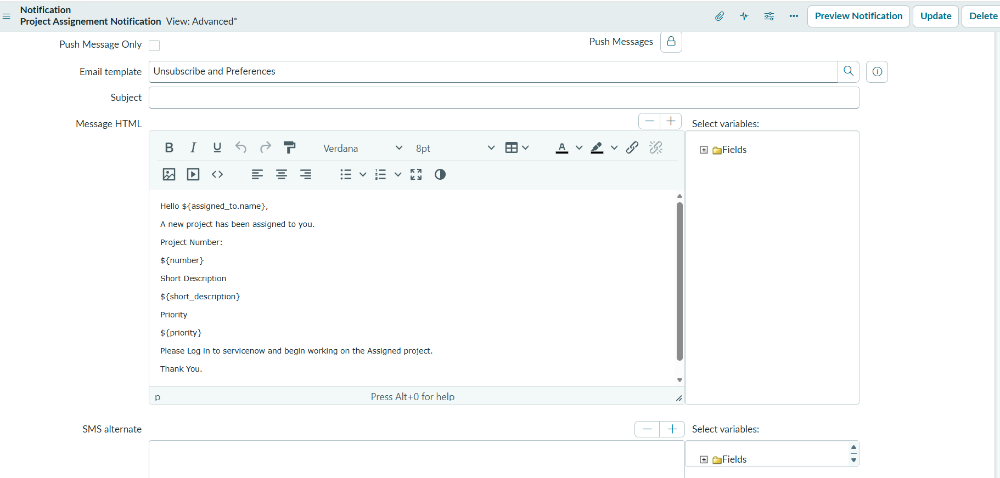 Notification
Project Assignement Notification View: Advanced*
Preview Notification
Update
Delete
Push Message Only
Push Messages
Email template
Unsubscribe and Preferences
Subject
Message HTML
Select variables:
B I U Verdana 8pt A
Fields
Hello ${assigned_to.name},
A new project has been assigned to you.
Project Number:
${number}
Short Description
${short_description}
Priority
${priority}
Please Log in to servicenow and begin working on the Assigned project.
Thank You.
p
Press Alt+0 for help
SMS alternate
Select variables:
Fields